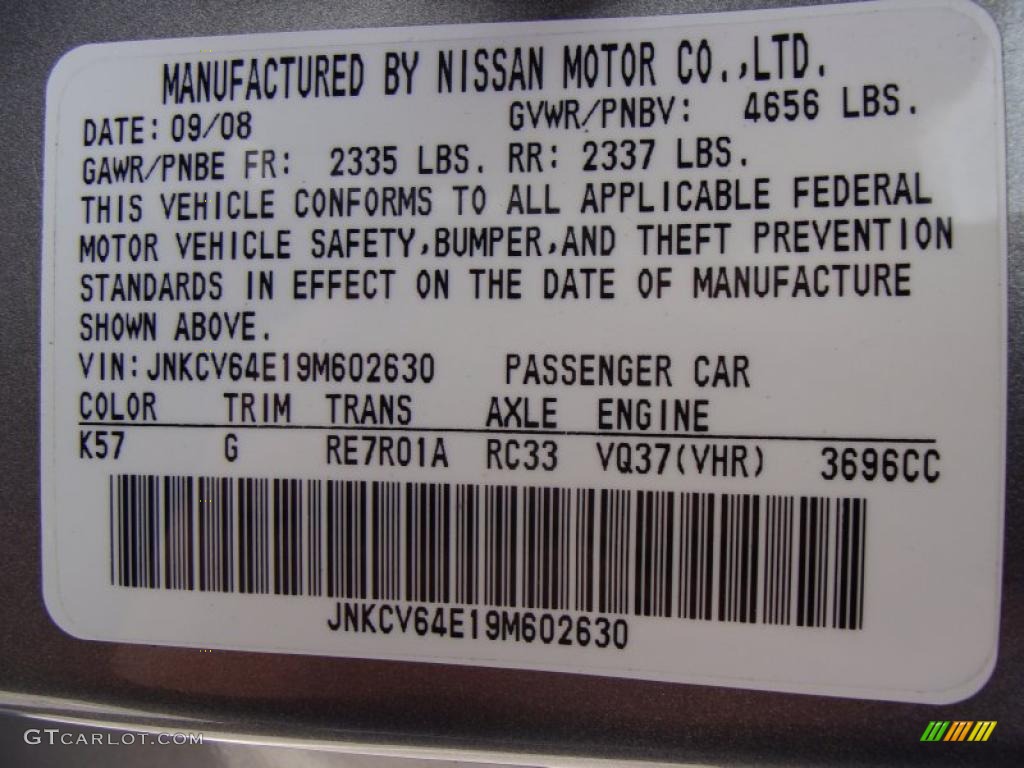 MANUFACTURED BY NISSAN MOTOR CO.,LTD.
DATE: 09/08 GVWR/PNBV: 4656 LBS.
GAWR/PNBE FR: 2335 LBS. RR: 2337 LBS.
THIS VEHICLE CONFORMS TO ALL APPLICABLE FEDERAL
MOTOR VEHICLE SAFETY,BUMPER,AND THEFT PREVENTION
STANDARDS IN EFFECT ON THE DATE OF MANUFACTURE
SHOWN ABOVE.
VIN:JNKCV64E19M602630 PASSENGER CAR
COLOR TRIM TRANS AXLE ENGINE
K57 G RE7R01A RC33 VQ37(VHR) 3696CC
JNKCV64E19M602630
GTCARLOT.COM